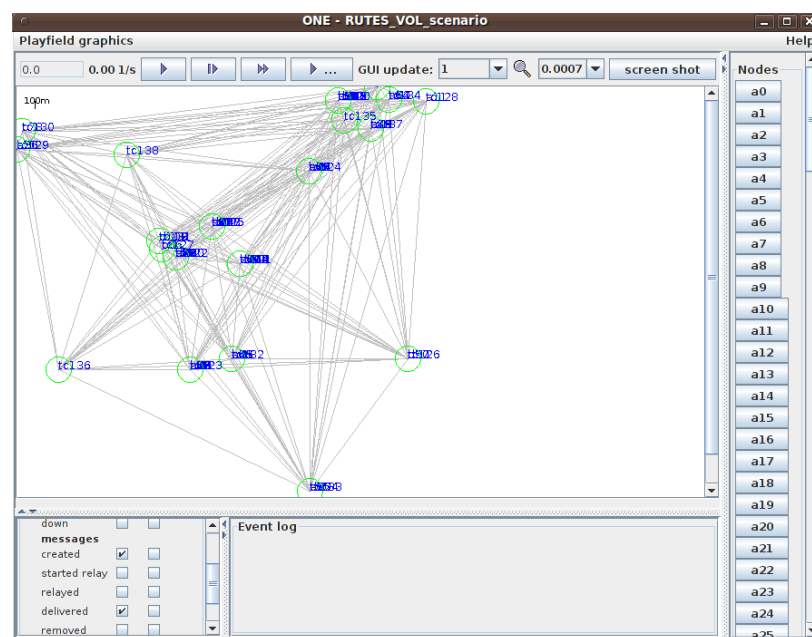 ONE - RUTES_VOL_scenario
Playfield graphics
Help
0.0 0.00 1/s ... GUI update: 1 0.0007 screen shot
Nodes
100m
tc135
tc138
tc136
a0
a1
a2
a3
a4
a5
a6
a7
a8
a9
a10
a11
a12
a13
a14
a15
a16
a17
a18
a19
a20
a21
a22
a23
a24
a25
down
messages
created
started relay
relayed
delivered
removed
Event log